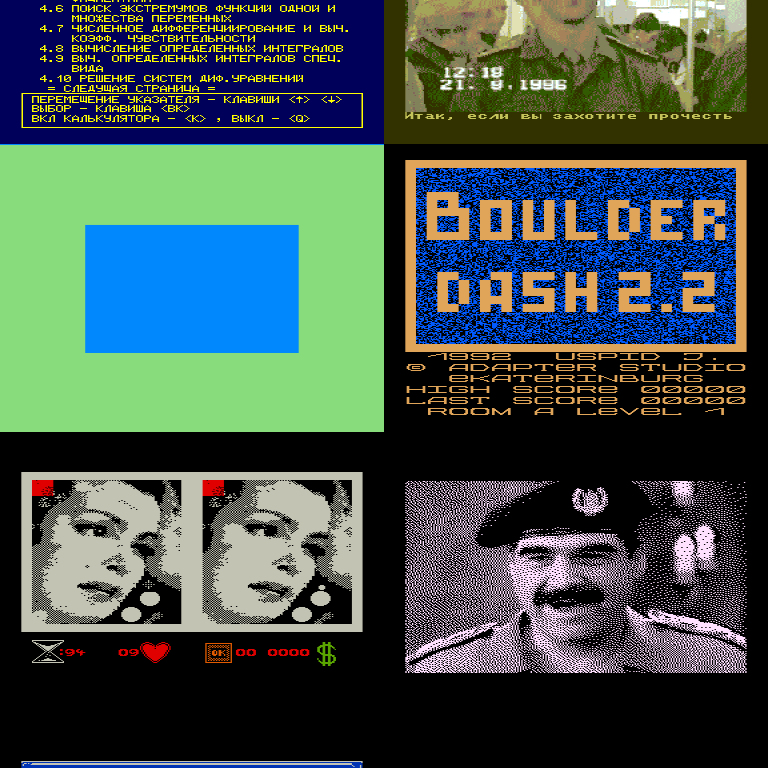 4.6 ПОИСК ЭКСТРЕМУМОВ ФУНКЦИИ ОДНОЙ И
МНОЖЕСТВА ПЕРЕМЕННЫХ
4.7 ЧИСЛЕННОЕ ДИФФЕРЕНЦИИРОВАНИЕ И ВЫЧ.
КОЭФФ. ЧУВСТВИТЕЛЬНОСТИ
4.8 ВЫЧИСЛЕНИЕ ОПРЕДЕЛЕННЫХ ИНТЕГРАЛОВ
4.9 ВЫЧ. ОПРЕДЕЛЕННЫХ ИНТЕГРАЛОВ СПЕЦ.
ВИДА
4.10 РЕШЕНИЕ СИСТЕМ ДИФ.УРАВНЕНИЙ
= СЛЕДУЩАЯ СТРАНИЦА =
ПЕРЕМЕЩЕНИЕ УКАЗАТЕЛЯ - КЛАВИШИ <↑> <↓>
ВЫБОР - КЛАВИША <ВК>
ВКЛ КАЛЬКУЛЯТОРА - <K> , ВЫКЛ - <Q>
12:18
21. 9.1996
Итак, если вы захотите прочесть
BOULDER
DASH 2.2
1992 USPID J.
© ADAPTER STUDIO
EKATERINBURG
HIGH SCORE 00000
LAST SCORE 00000
ROOM A LEVEL 1
:94 09 OK 00 0000 $